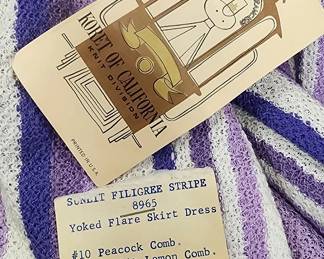 KORET OF CALIFORNIA
KNIT DIVISION
PRINTED IN U.S.A.
SUNLIT FILIGREE STRIPE
8965
Yoked Flare Skirt Dress
#10 Peacock Comb.
Lemon Comb.